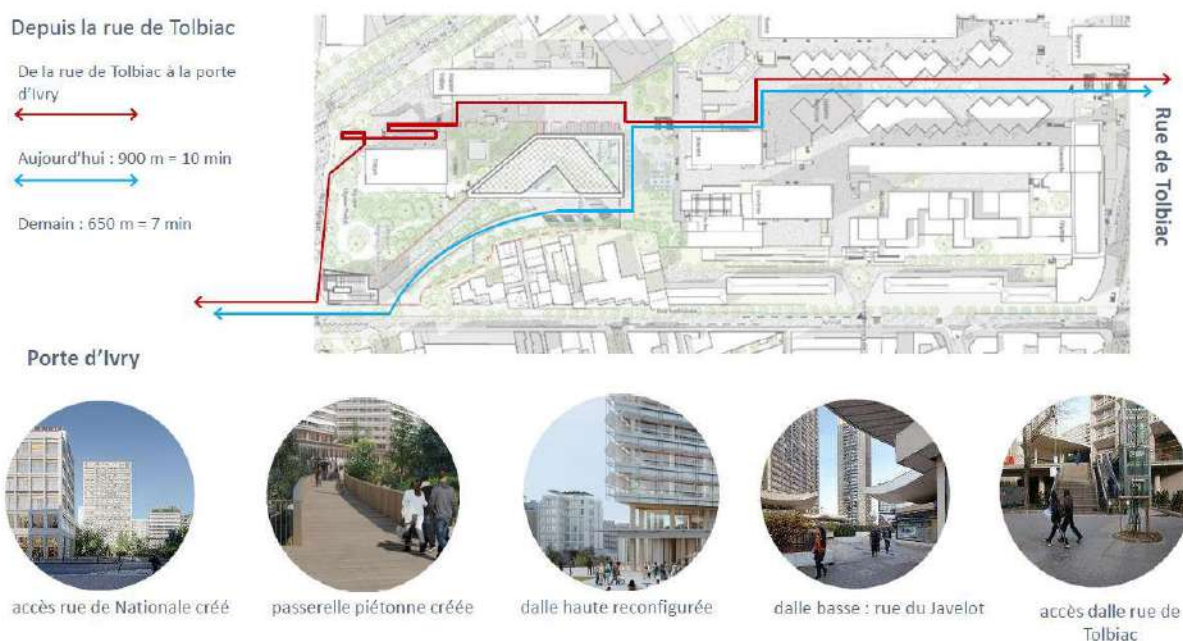 Depuis la rue de Tolbiac
De la rue de Tolbiac à la porte
d'Ivry
Aujourd'hui : 900 m = 10 min
Demain : 650 m = 7 min
Rue de Tolbiac
Porte d'Ivry
accès rue de Nationale créé
passerelle piétonne créée
dalle haute reconfigurée
dalle basse : rue du Javelot
accès dalle rue de
Tolbiac